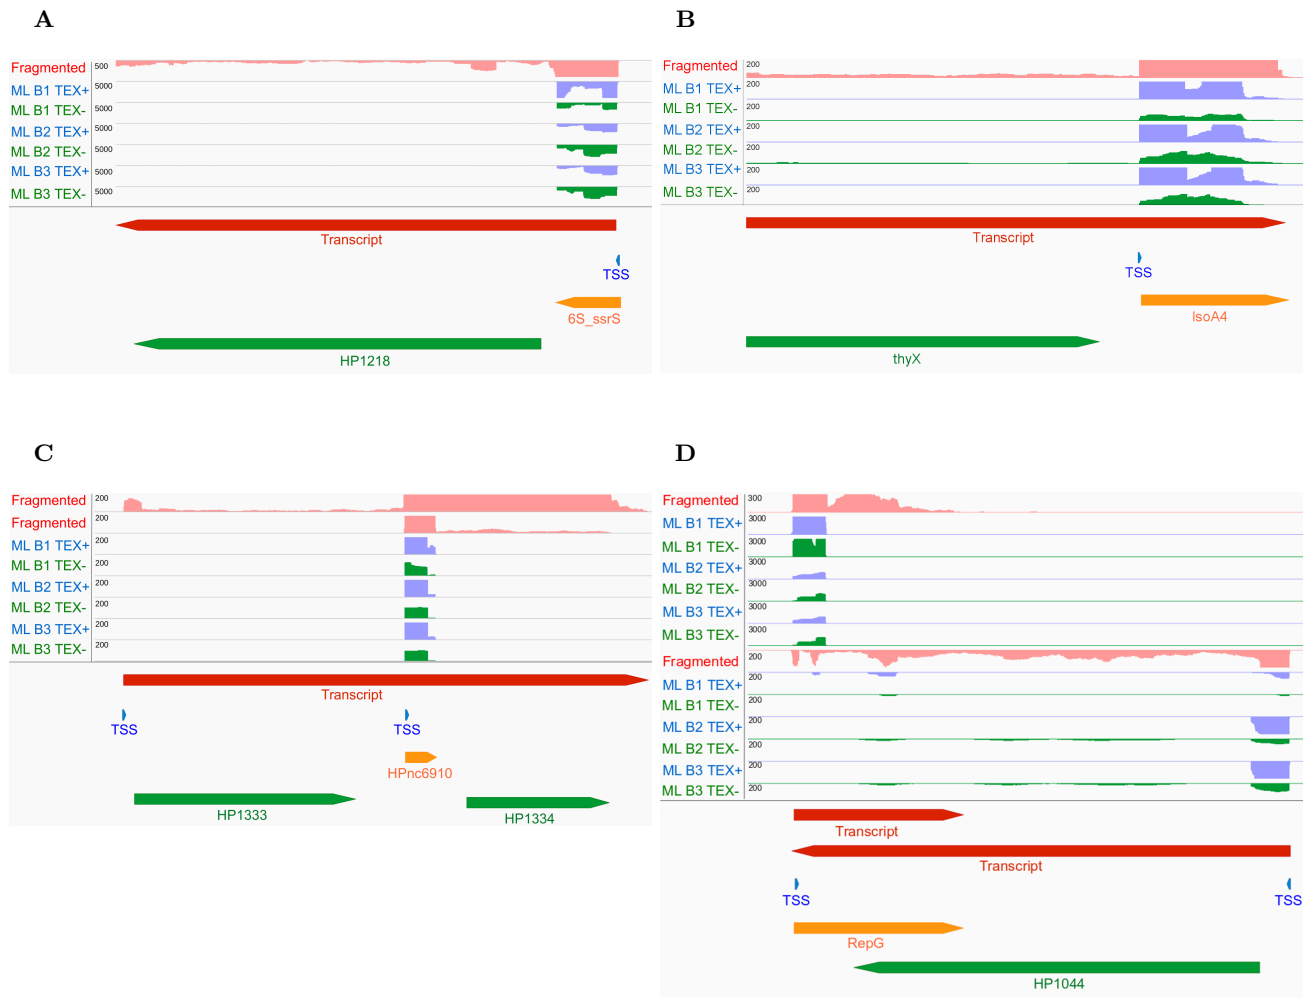 A
Fragmented 500
ML B1 TEX+ 5000
ML B1 TEX- 5000
ML B2 TEX+ 5000
ML B2 TEX- 5000
ML B3 TEX+ 5000
ML B3 TEX- 5000
Transcript
TSS
6S_ssrS
HP1218
B
Fragmented 200
ML B1 TEX+ 200
ML B1 TEX- 200
ML B2 TEX+ 200
ML B2 TEX- 200
ML B3 TEX+ 200
ML B3 TEX- 200
Transcript
TSS
IsoA4
thyX
C
Fragmented 200
Fragmented 200
ML B1 TEX+ 200
ML B1 TEX- 200
ML B2 TEX+ 200
ML B2 TEX- 200
ML B3 TEX+ 200
ML B3 TEX- 200
Transcript
TSS TSS
HPnc6910
HP1333 HP1334
D
Fragmented 300
ML B1 TEX+ 3000
ML B1 TEX- 3000
ML B2 TEX+ 3000
ML B2 TEX- 3000
ML B3 TEX+ 3000
ML B3 TEX- 3000
Fragmented 200
ML B1 TEX+ 200
ML B1 TEX- 200
ML B2 TEX+ 200
ML B2 TEX- 200
ML B3 TEX+ 200
ML B3 TEX- 200
Transcript
Transcript
TSS TSS
RepG
HP1044